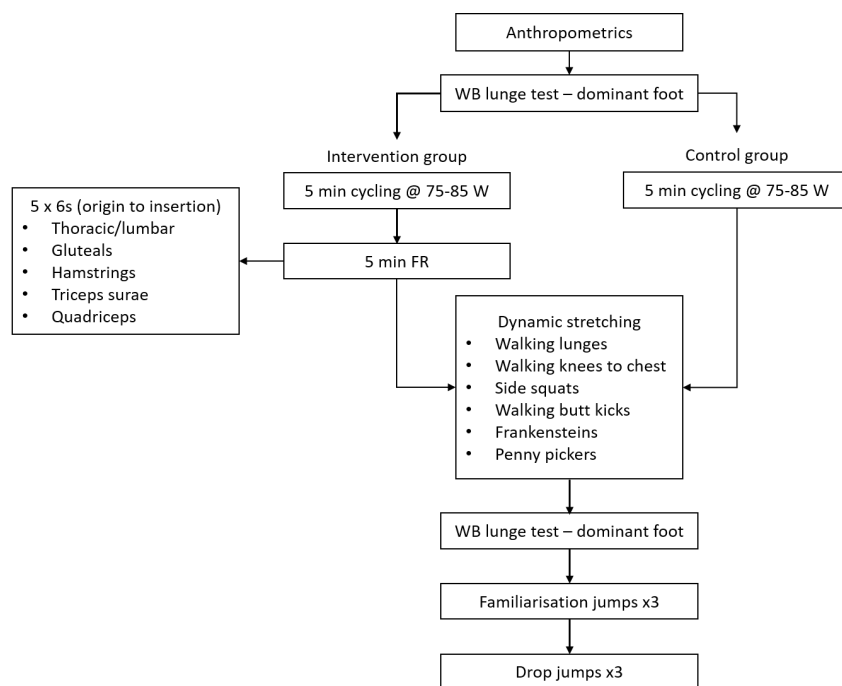 Anthropometrics
WB lunge test – dominant foot
Intervention group
Control group
5 min cycling @ 75-85 W
5 min cycling @ 75-85 W
5 x 6s (origin to insertion)
• Thoracic/lumbar
• Gluteals
• Hamstrings
• Triceps surae
• Quadriceps
5 min FR
Dynamic stretching
• Walking lunges
• Walking knees to chest
• Side squats
• Walking butt kicks
• Frankensteins
• Penny pickers
WB lunge test – dominant foot
Familiarisation jumps x3
Drop jumps x3